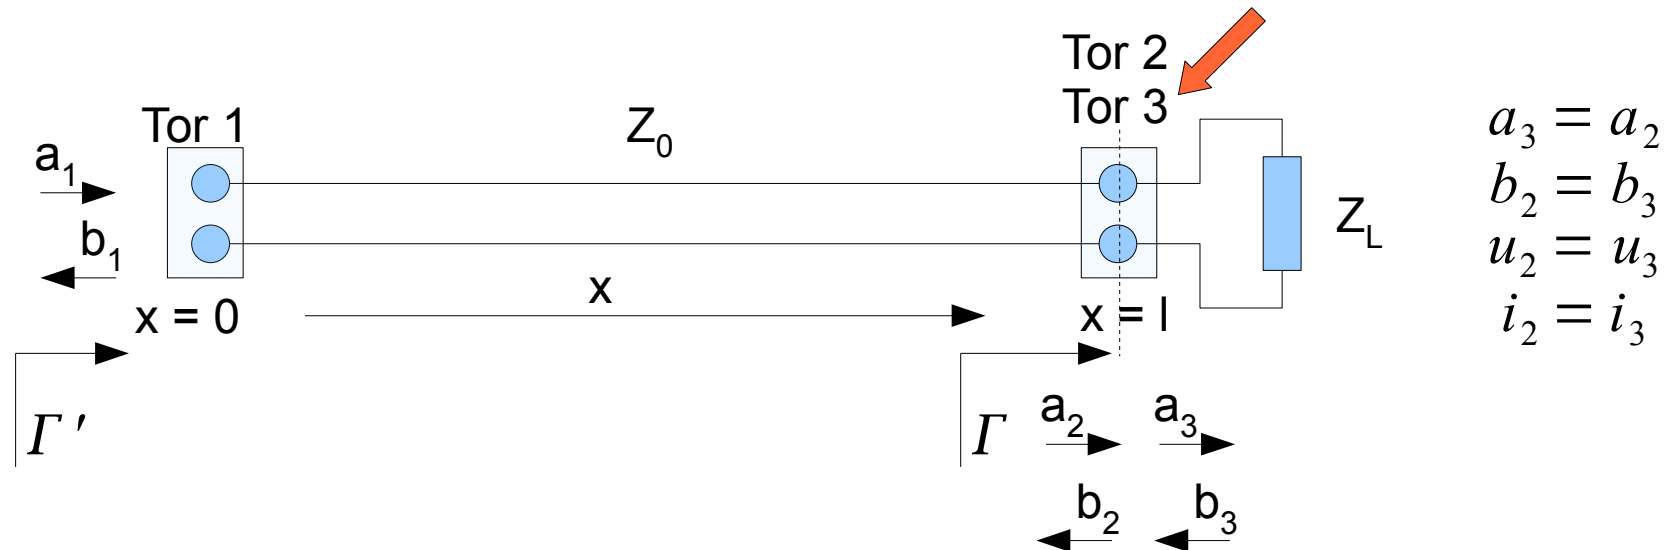 Tor 2
Tor 3
Tor 1
Z₀
a₁
b₁
Z_L
x
x = 0
x = l
Γ'
Γ
a₂
a₃
b₂
b₃
a₃ = a₂
b₂ = b₃
u₂ = u₃
i₂ = i₃